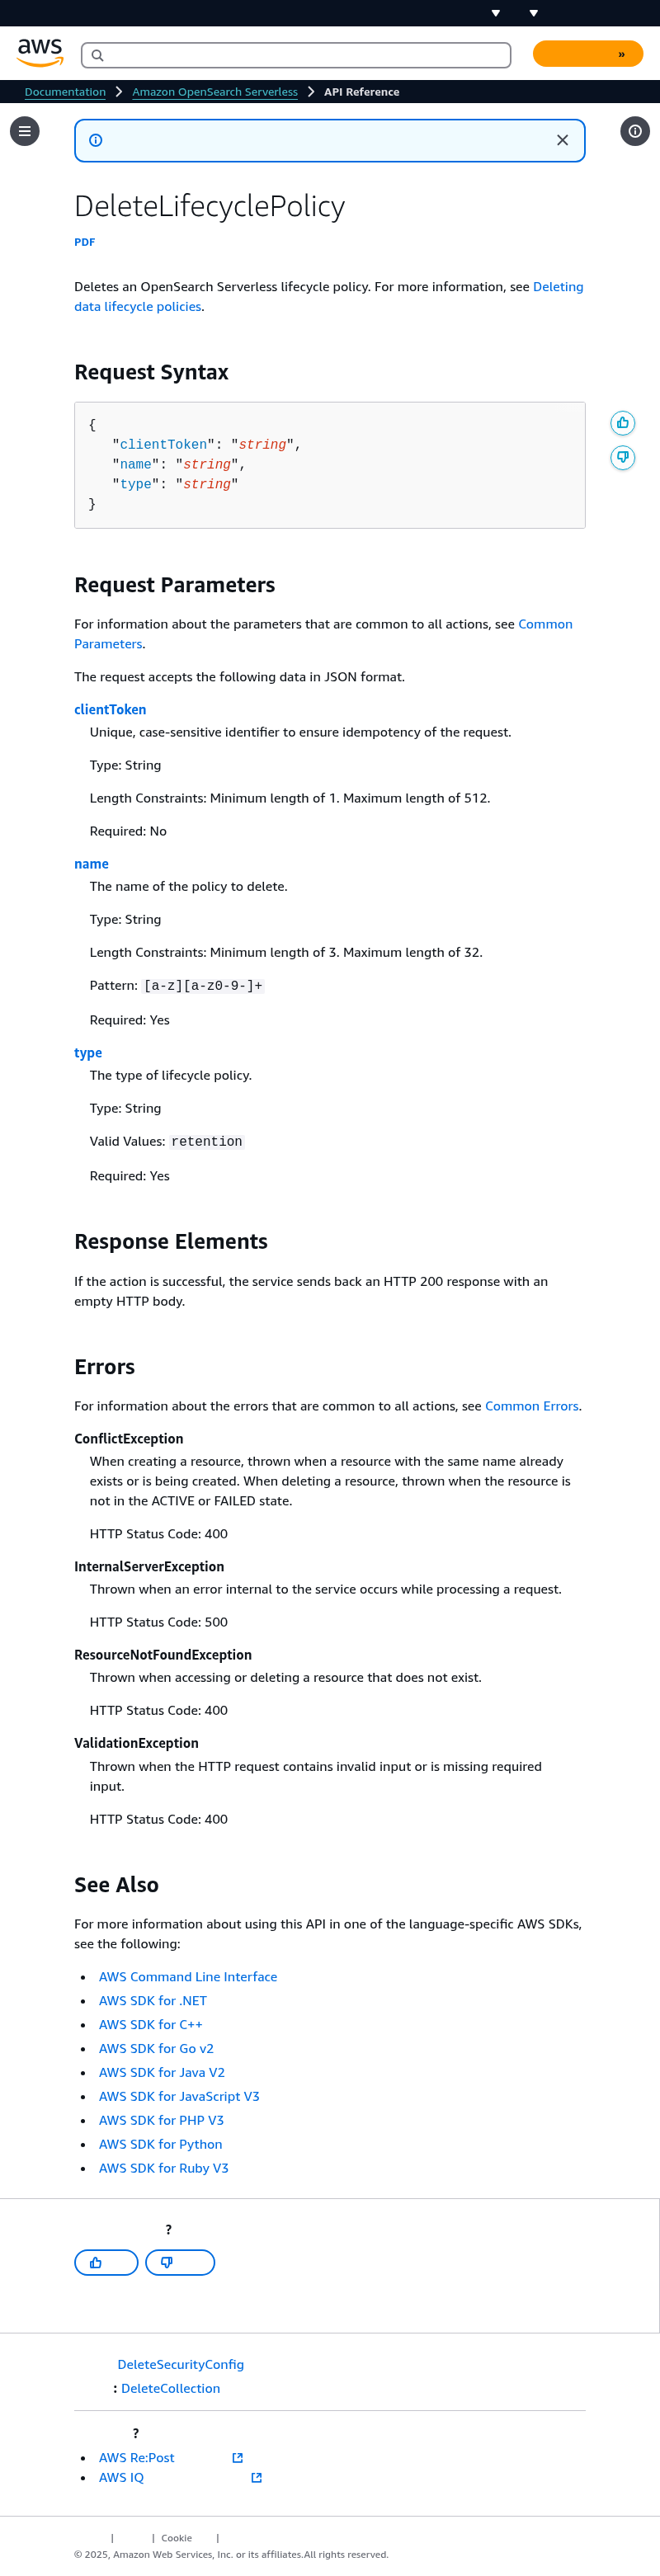 aws
»
Documentation
Amazon OpenSearch Serverless
API Reference
DeleteLifecyclePolicy
PDF
Deletes an OpenSearch Serverless lifecycle policy. For more information, see Deleting
data lifecycle policies.
Request Syntax
{
"clientToken": "string",
"name": "string",
"type": "string"
}
Request Parameters
For information about the parameters that are common to all actions, see Common
Parameters.
The request accepts the following data in JSON format.
clientToken
Unique, case-sensitive identifier to ensure idempotency of the request.
Type: String
Length Constraints: Minimum length of 1. Maximum length of 512.
Required: No
name
The name of the policy to delete.
Type: String
Length Constraints: Minimum length of 3. Maximum length of 32.
Pattern: [a-z][a-z0-9-]+
Required: Yes
type
The type of lifecycle policy.
Type: String
Valid Values: retention
Required: Yes
Response Elements
If the action is successful, the service sends back an HTTP 200 response with an
empty HTTP body.
Errors
For information about the errors that are common to all actions, see Common Errors.
ConflictException
When creating a resource, thrown when a resource with the same name already
exists or is being created. When deleting a resource, thrown when the resource is
not in the ACTIVE or FAILED state.
HTTP Status Code: 400
InternalServerException
Thrown when an error internal to the service occurs while processing a request.
HTTP Status Code: 500
ResourceNotFoundException
Thrown when accessing or deleting a resource that does not exist.
HTTP Status Code: 400
ValidationException
Thrown when the HTTP request contains invalid input or is missing required
input.
HTTP Status Code: 400
See Also
For more information about using this API in one of the language-specific AWS SDKs,
see the following:
• AWS Command Line Interface
• AWS SDK for .NET
• AWS SDK for C++
• AWS SDK for Go v2
• AWS SDK for Java V2
• AWS SDK for JavaScript V3
• AWS SDK for PHP V3
• AWS SDK for Python
• AWS SDK for Ruby V3
?
DeleteSecurityConfig
: DeleteCollection
?
• AWS Re:Post
• AWS IQ
| | Cookie |
© 2025, Amazon Web Services, Inc. or its affiliates.All rights reserved.